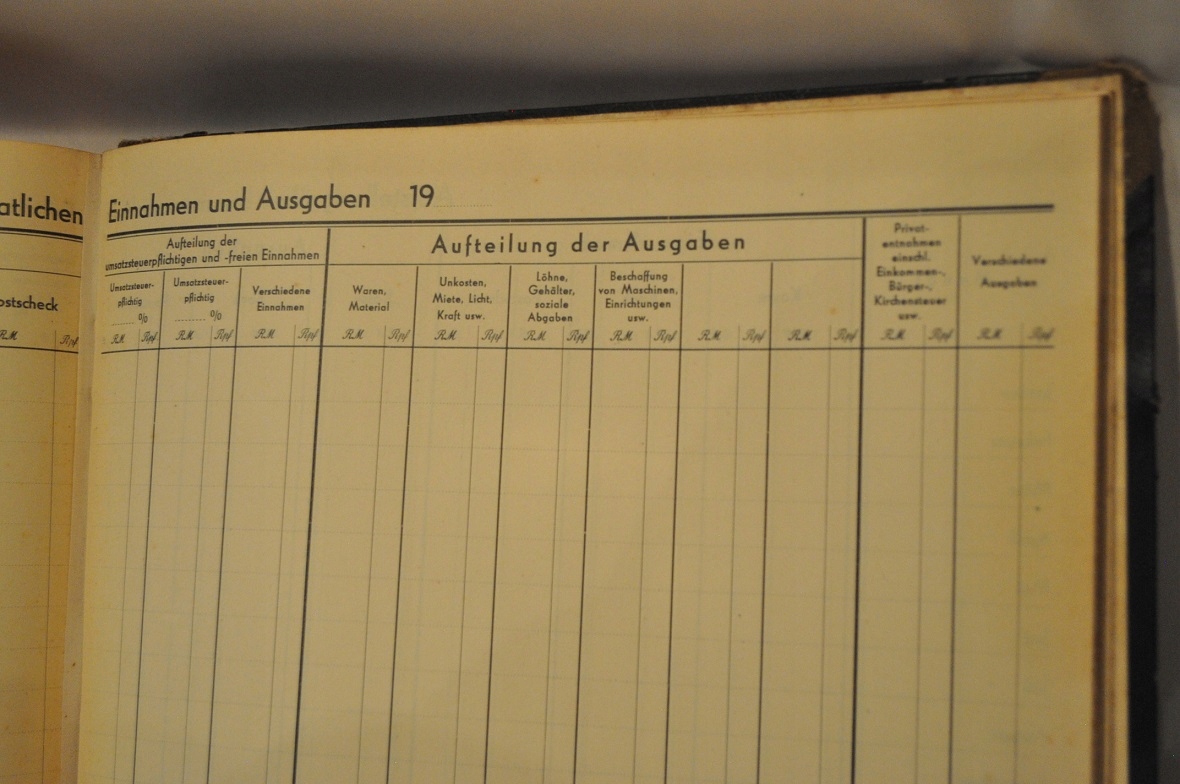 atlichen
ostscheck
RM Rpf
Einnahmen und Ausgaben 19
Aufteilung der
umsatzsteuerpflichtigen und -freien Einnahmen
Umsatzsteuer-
pflichtig
%
Umsatzsteuer-
pflichtig
%
Verschiedene
Einnahmen
Aufteilung der Ausgaben
Waren,
Material
Unkosten,
Miete, Licht,
Kraft usw.
Löhne,
Gehälter,
soziale
Abgaben
Beschaffung
von Maschinen,
Einrichtungen
usw.
Privat-
entnahmen
einschl.
Einkommen-,
Bürger-,
Kirchensteuer
usw.
Verschiedene
Ausgaben
RM Rpf RM Rpf RM Rpf RM Rpf RM Rpf RM Rpf RM Rpf RM Rpf RM Rpf RM Rpf RM Rpf